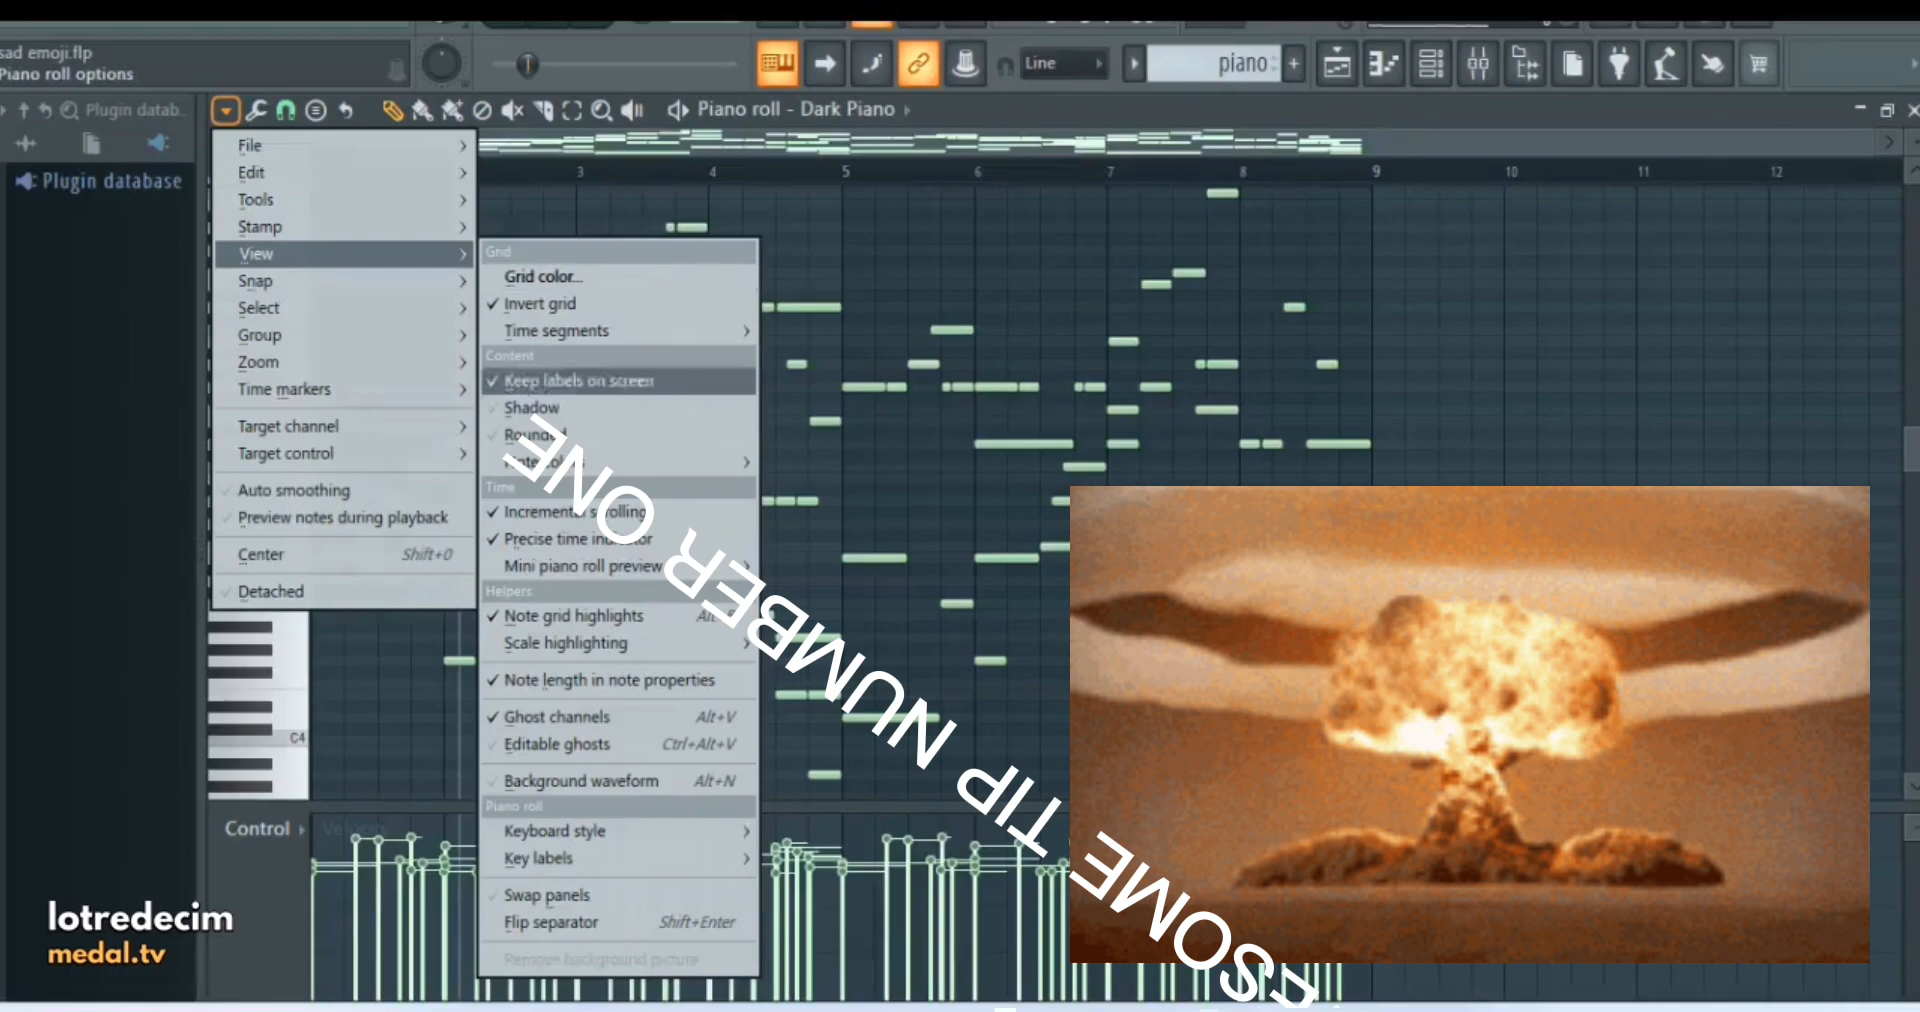 sad emoji.flp
Piano roll options
Line
piano
Plugin datab..
Piano roll - Dark Piano
Plugin database
File
Edit
Tools
Stamp
View
Snap
Select
Group
Zoom
Time markers
Target channel
Target control
Auto smoothing
Preview notes during playback
Center Shift+0
Detached
3 4 5 6 7 8 9 10 11 12
Grid
Grid color...
Invert grid
Time segments
Content
Keep labels on screen
Shadow
Rounded
Time
Incremental scrolling
Precise time indicator
Mini piano roll preview
Helpers
Note grid highlights
Scale highlighting
Note length in note properties
Ghost channels Alt+V
Editable ghosts Ctrl+Alt+V
Background waveform Alt+N
Piano roll
Keyboard style
Key labels
Swap panels
Flip separator Shift+Enter
Remove background picture
C4
Control
ESOME TIP NUMBER ONE
lotredecim
medal.tv